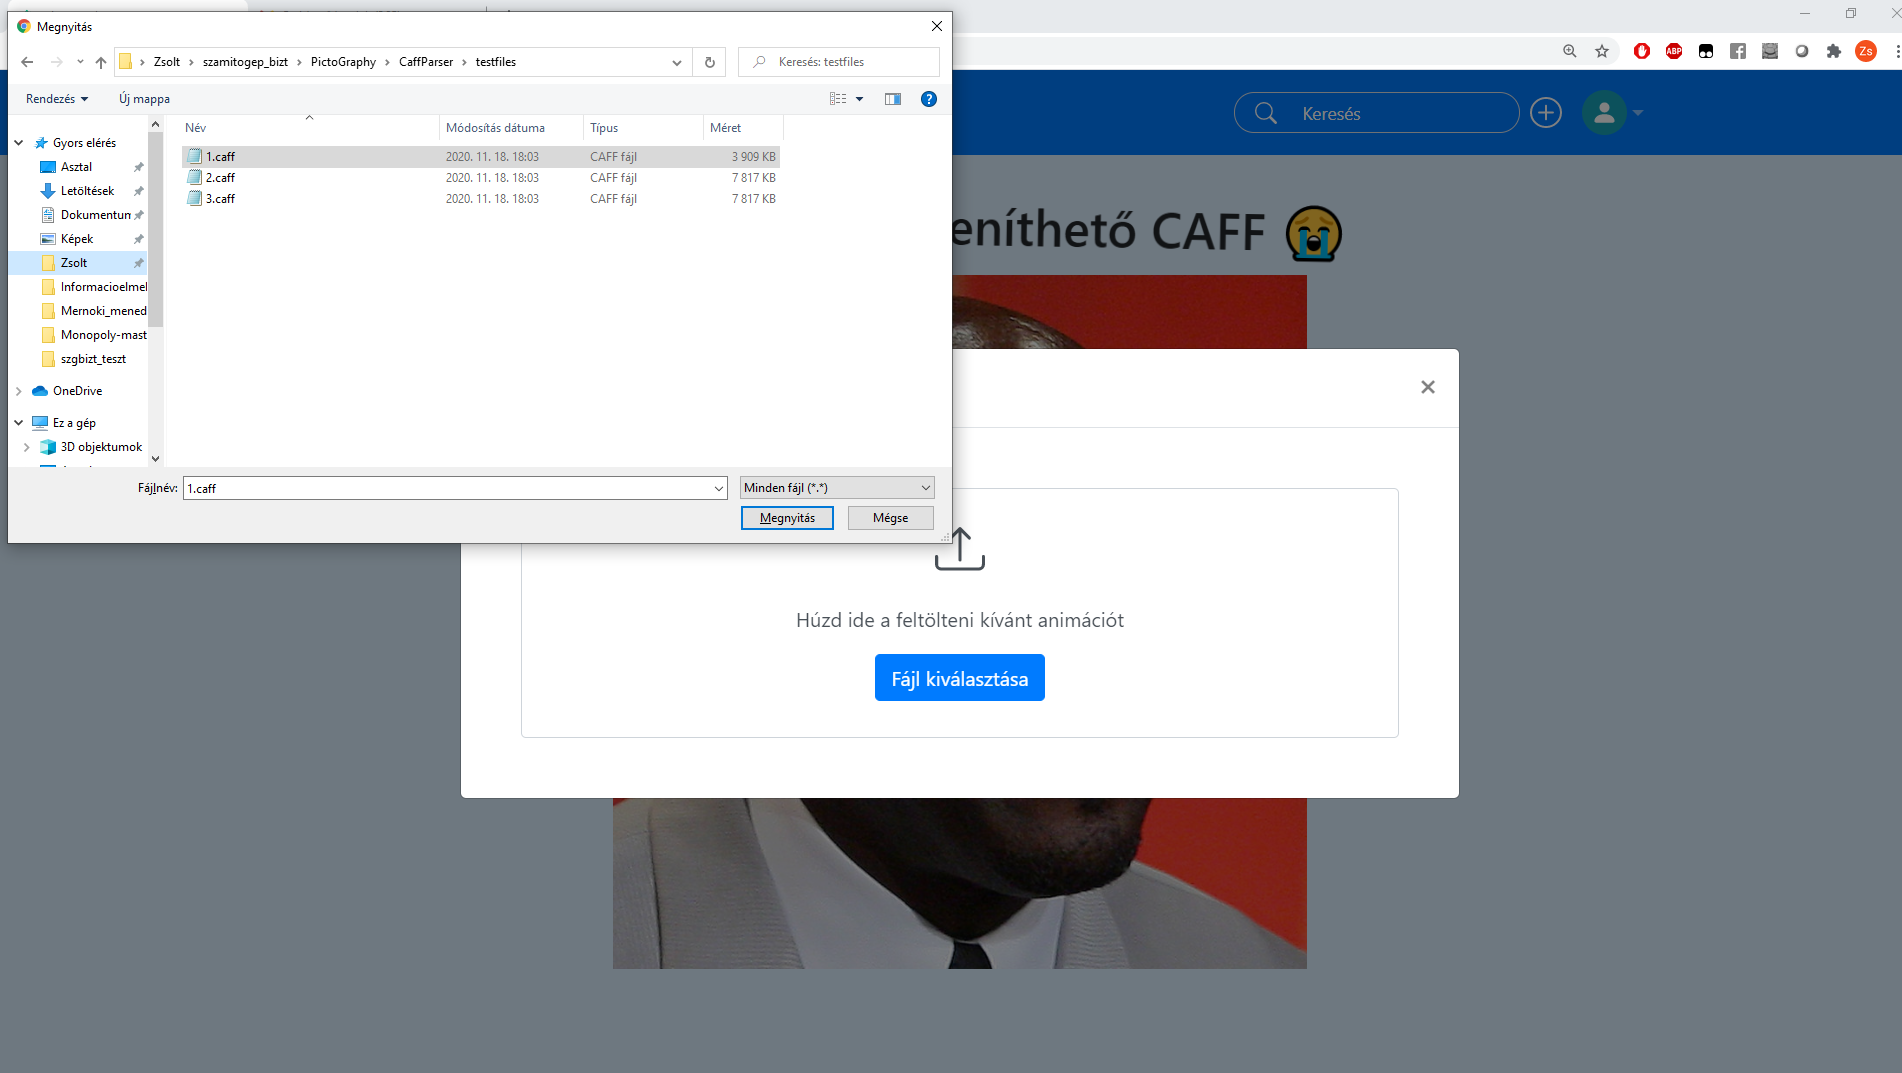 Megnyitás
Zsolt › szamitogep_bizt › PictoGraphy › CaffParser › testfiles
Keresés: testfiles
ABP
Zs
Rendezés
Új mappa
?
Keresés
Név Módosítás dátuma Típus Méret
1.caff 2020. 11. 18. 18:03 CAFF fájl 3 909 KB
2.caff 2020. 11. 18. 18:03 CAFF fájl 7 817 KB
3.caff 2020. 11. 18. 18:03 CAFF fájl 7 817 KB
Gyors elérés
Asztal
Letöltések
Dokumentum
Képek
Zsolt
Informacioelmel
Mernoki_mened
Monopoly-mast
szgbizt_teszt
OneDrive
Ez a gép
3D objektumok
eníthető CAFF 😭
Fájlnév: 1.caff
Minden fájl (*.*)
Megnyitás
Mégse
Húzd ide a feltölteni kívánt animációt
Fájl kiválasztása